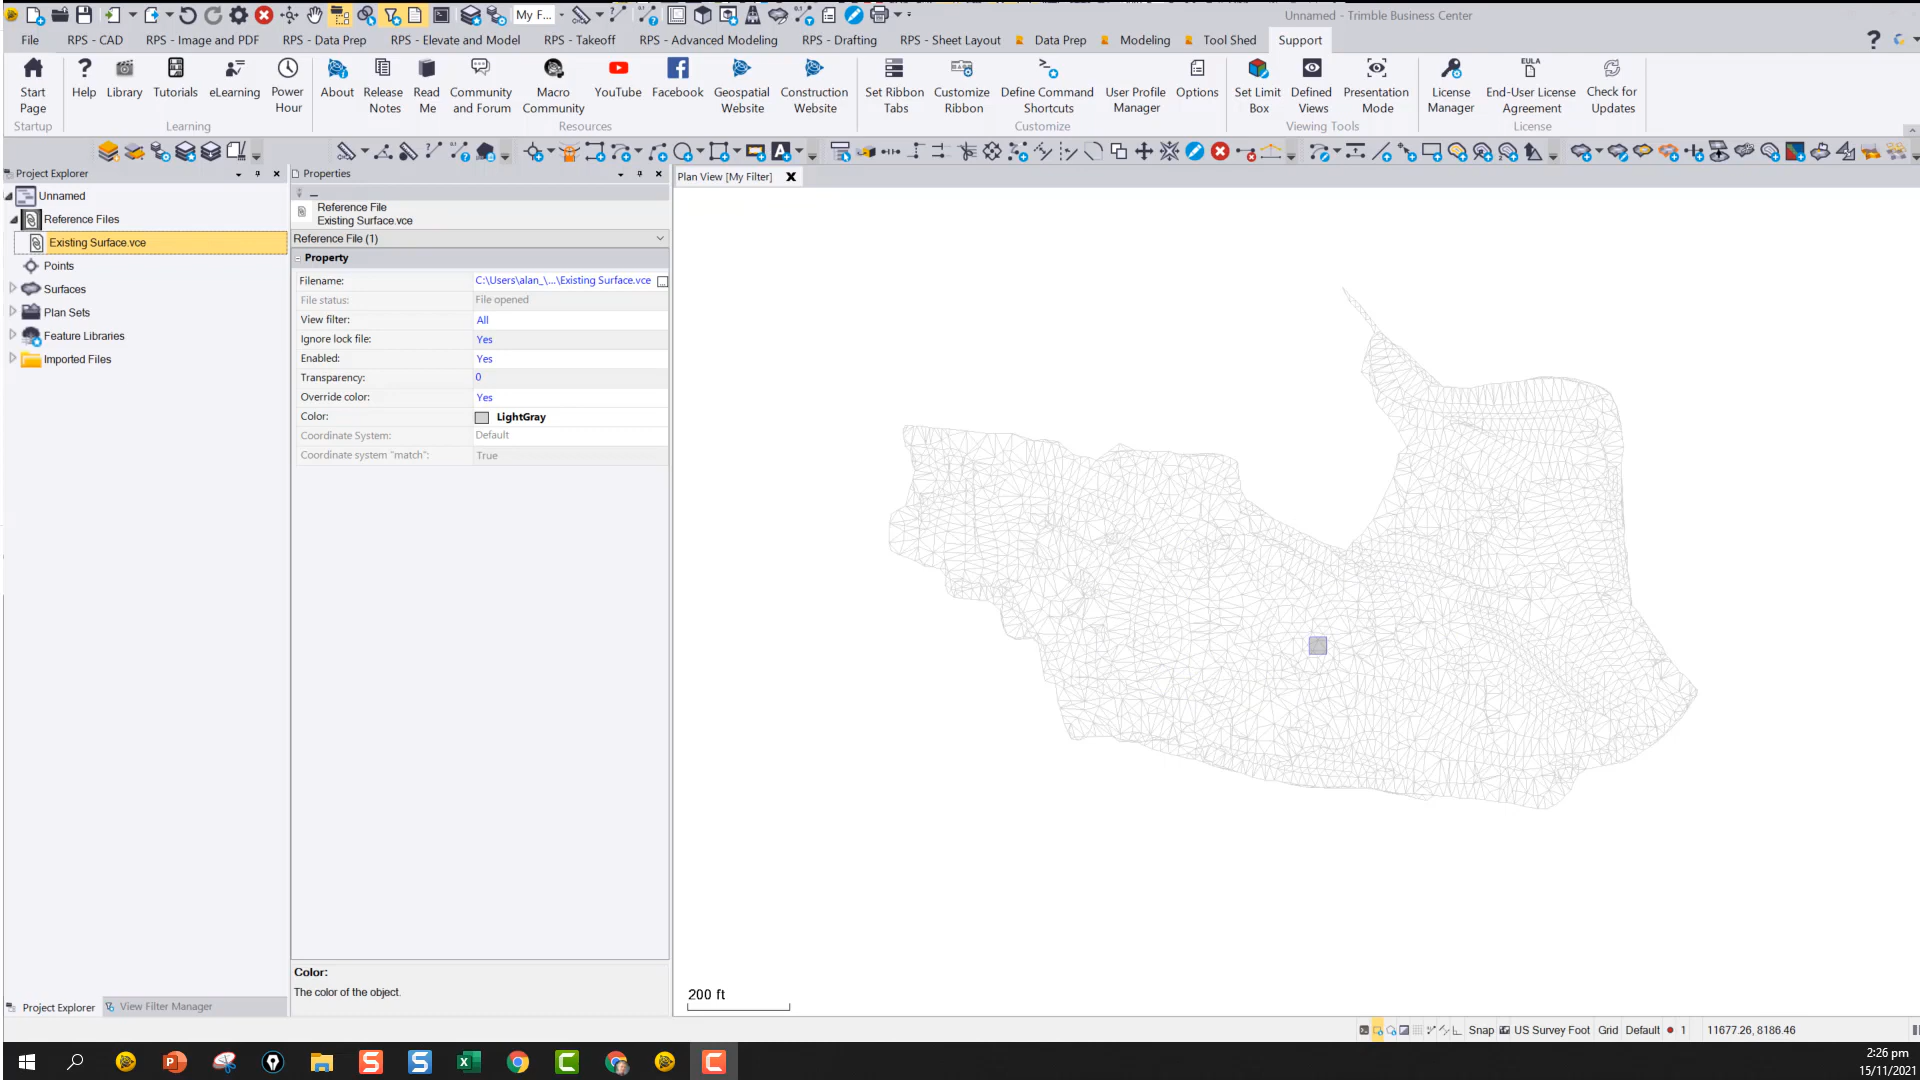 My F...
Unnamed - Trimble Business Center
File
RPS - CAD
RPS - Image and PDF
RPS - Data Prep
RPS - Elevate and Model
RPS - Takeoff
RPS - Advanced Modeling
RPS - Drafting
RPS - Sheet Layout
Data Prep
Modeling
Tool Shed
Support
Start Page
Help
Library
Tutorials
eLearning
Power Hour
About
Release Notes
Read Me
Community and Forum
Macro Community
YouTube
Facebook
Geospatial Website
Construction Website
Set Ribbon Tabs
Customize Ribbon
Define Command Shortcuts
User Profile Manager
Options
Set Limit Box
Defined Views
Presentation Mode
License Manager
EULA
End-User License Agreement
Check for Updates
Startup
Learning
Resources
Customize
Viewing Tools
License
Project Explorer
Unnamed
Reference Files
Existing Surface.vce
Points
Surfaces
Plan Sets
Feature Libraries
Imported Files
Properties
Reference File
Existing Surface.vce
Reference File (1)
Property
Filename: C:\Users\alan_\...\Existing Surface.vce
File status: File opened
View filter: All
Ignore lock file: Yes
Enabled: Yes
Transparency: 0
Override color: Yes
Color: LightGray
Coordinate System: Default
Coordinate system "match": True
Color:
The color of the object.
Plan View [My Filter]
200 ft
Project Explorer
View Filter Manager
Snap
US Survey Foot
Grid
Default
1
11677.26, 8186.46
2:26 pm
15/11/2021